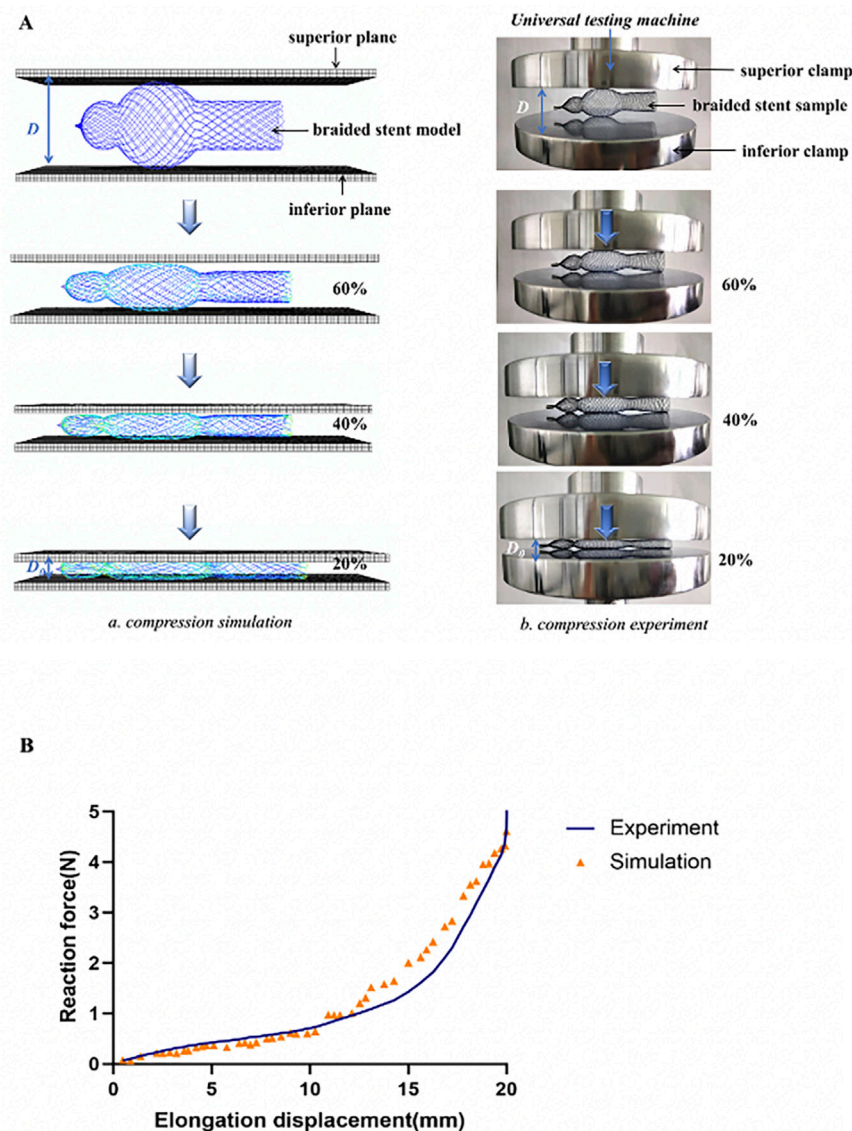 A
superior plane
D
braided stent model
inferior plane
60%
40%
D₀
20%
a. compression simulation
Universal testing machine
superior clamp
D
braided stent sample
inferior clamp
60%
40%
D₀
20%
b. compression experiment
B
5
4
3
2
1
0
Reaction force(N)
0 5 10 15 20
Elongation displacement(mm)
Experiment
Simulation